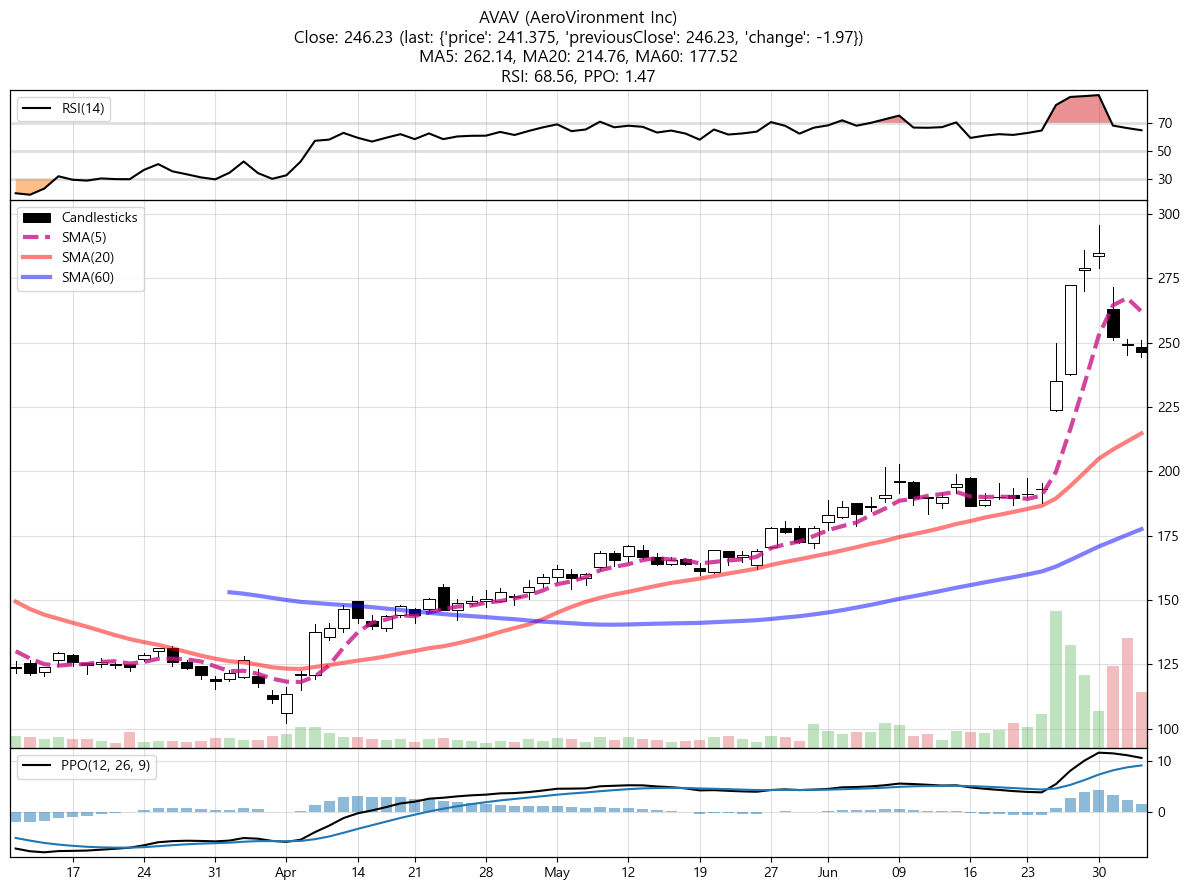 AVAV (AeroVironment Inc)
Close: 246.23 (last: {'price': 241.375, 'previousClose': 246.23, 'change': -1.97})
MA5: 262.14, MA20: 214.76, MA60: 177.52
RSI: 68.56, PPO: 1.47
RSI(14)
70
50
30
Candlesticks
SMA(5)
SMA(20)
SMA(60)
300
275
250
225
200
175
150
125
100
PPO(12, 26, 9)
10
0
17 24 31 Apr 14 21 28 May 12 19 27 Jun 09 16 23 30